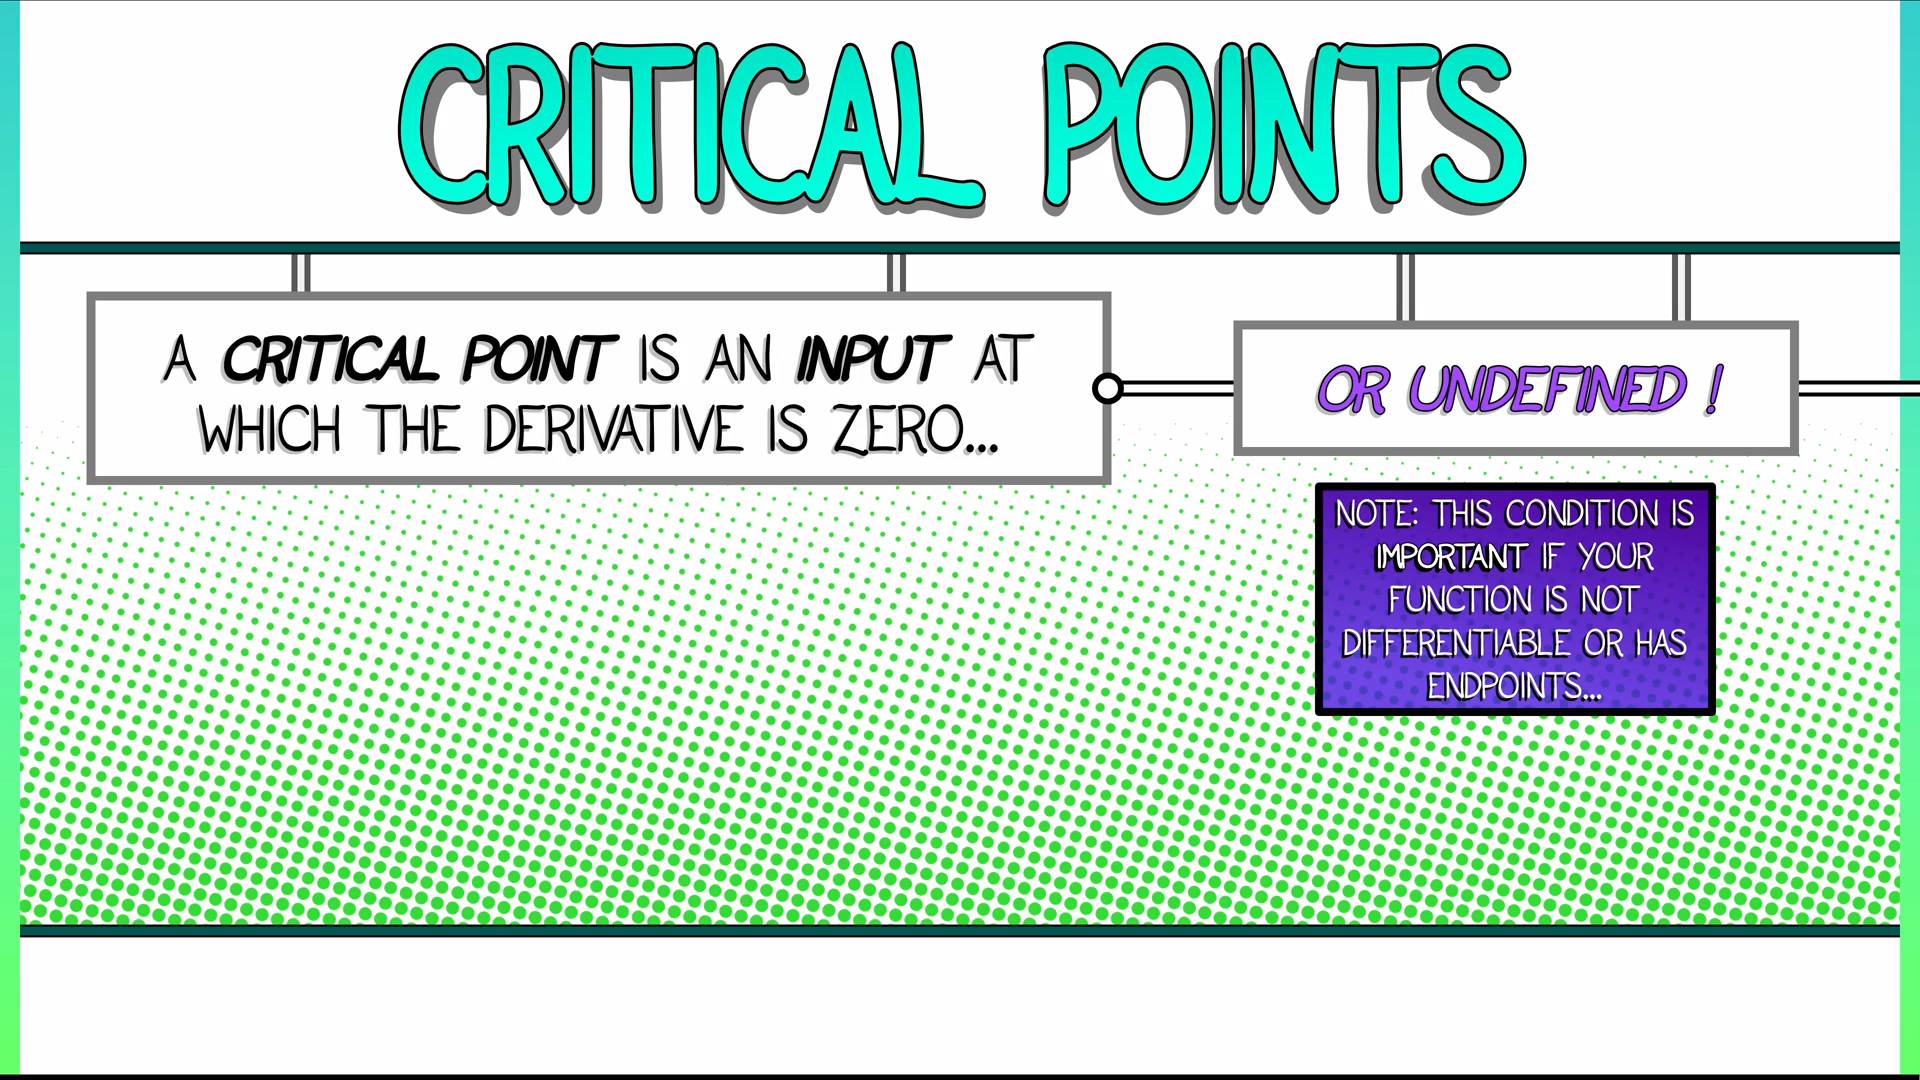 CRITICAL POINTS
A CRITICAL POINT IS AN INPUT AT
WHICH THE DERIVATIVE IS ZERO...
OR UNDEFINED !
NOTE: THIS CONDITION IS
IMPORTANT IF YOUR
FUNCTION IS NOT
DIFFERENTIABLE OR HAS
ENDPOINTS...